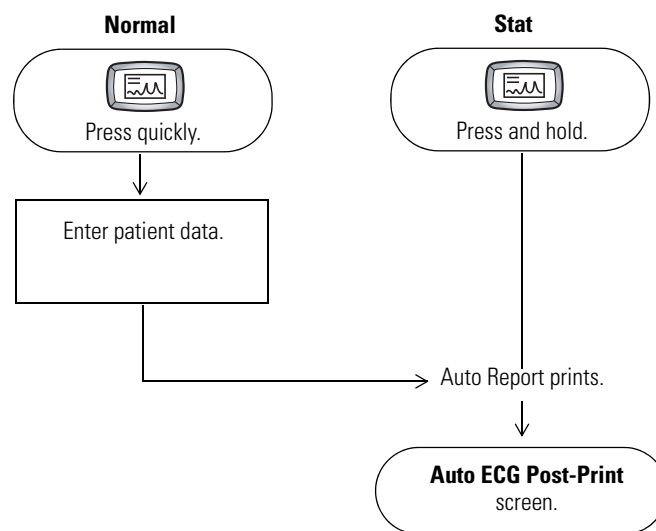 Normal
Stat
Press quickly.
Press and hold.
Enter patient data.
Auto Report prints.
Auto ECG Post-Print
screen.